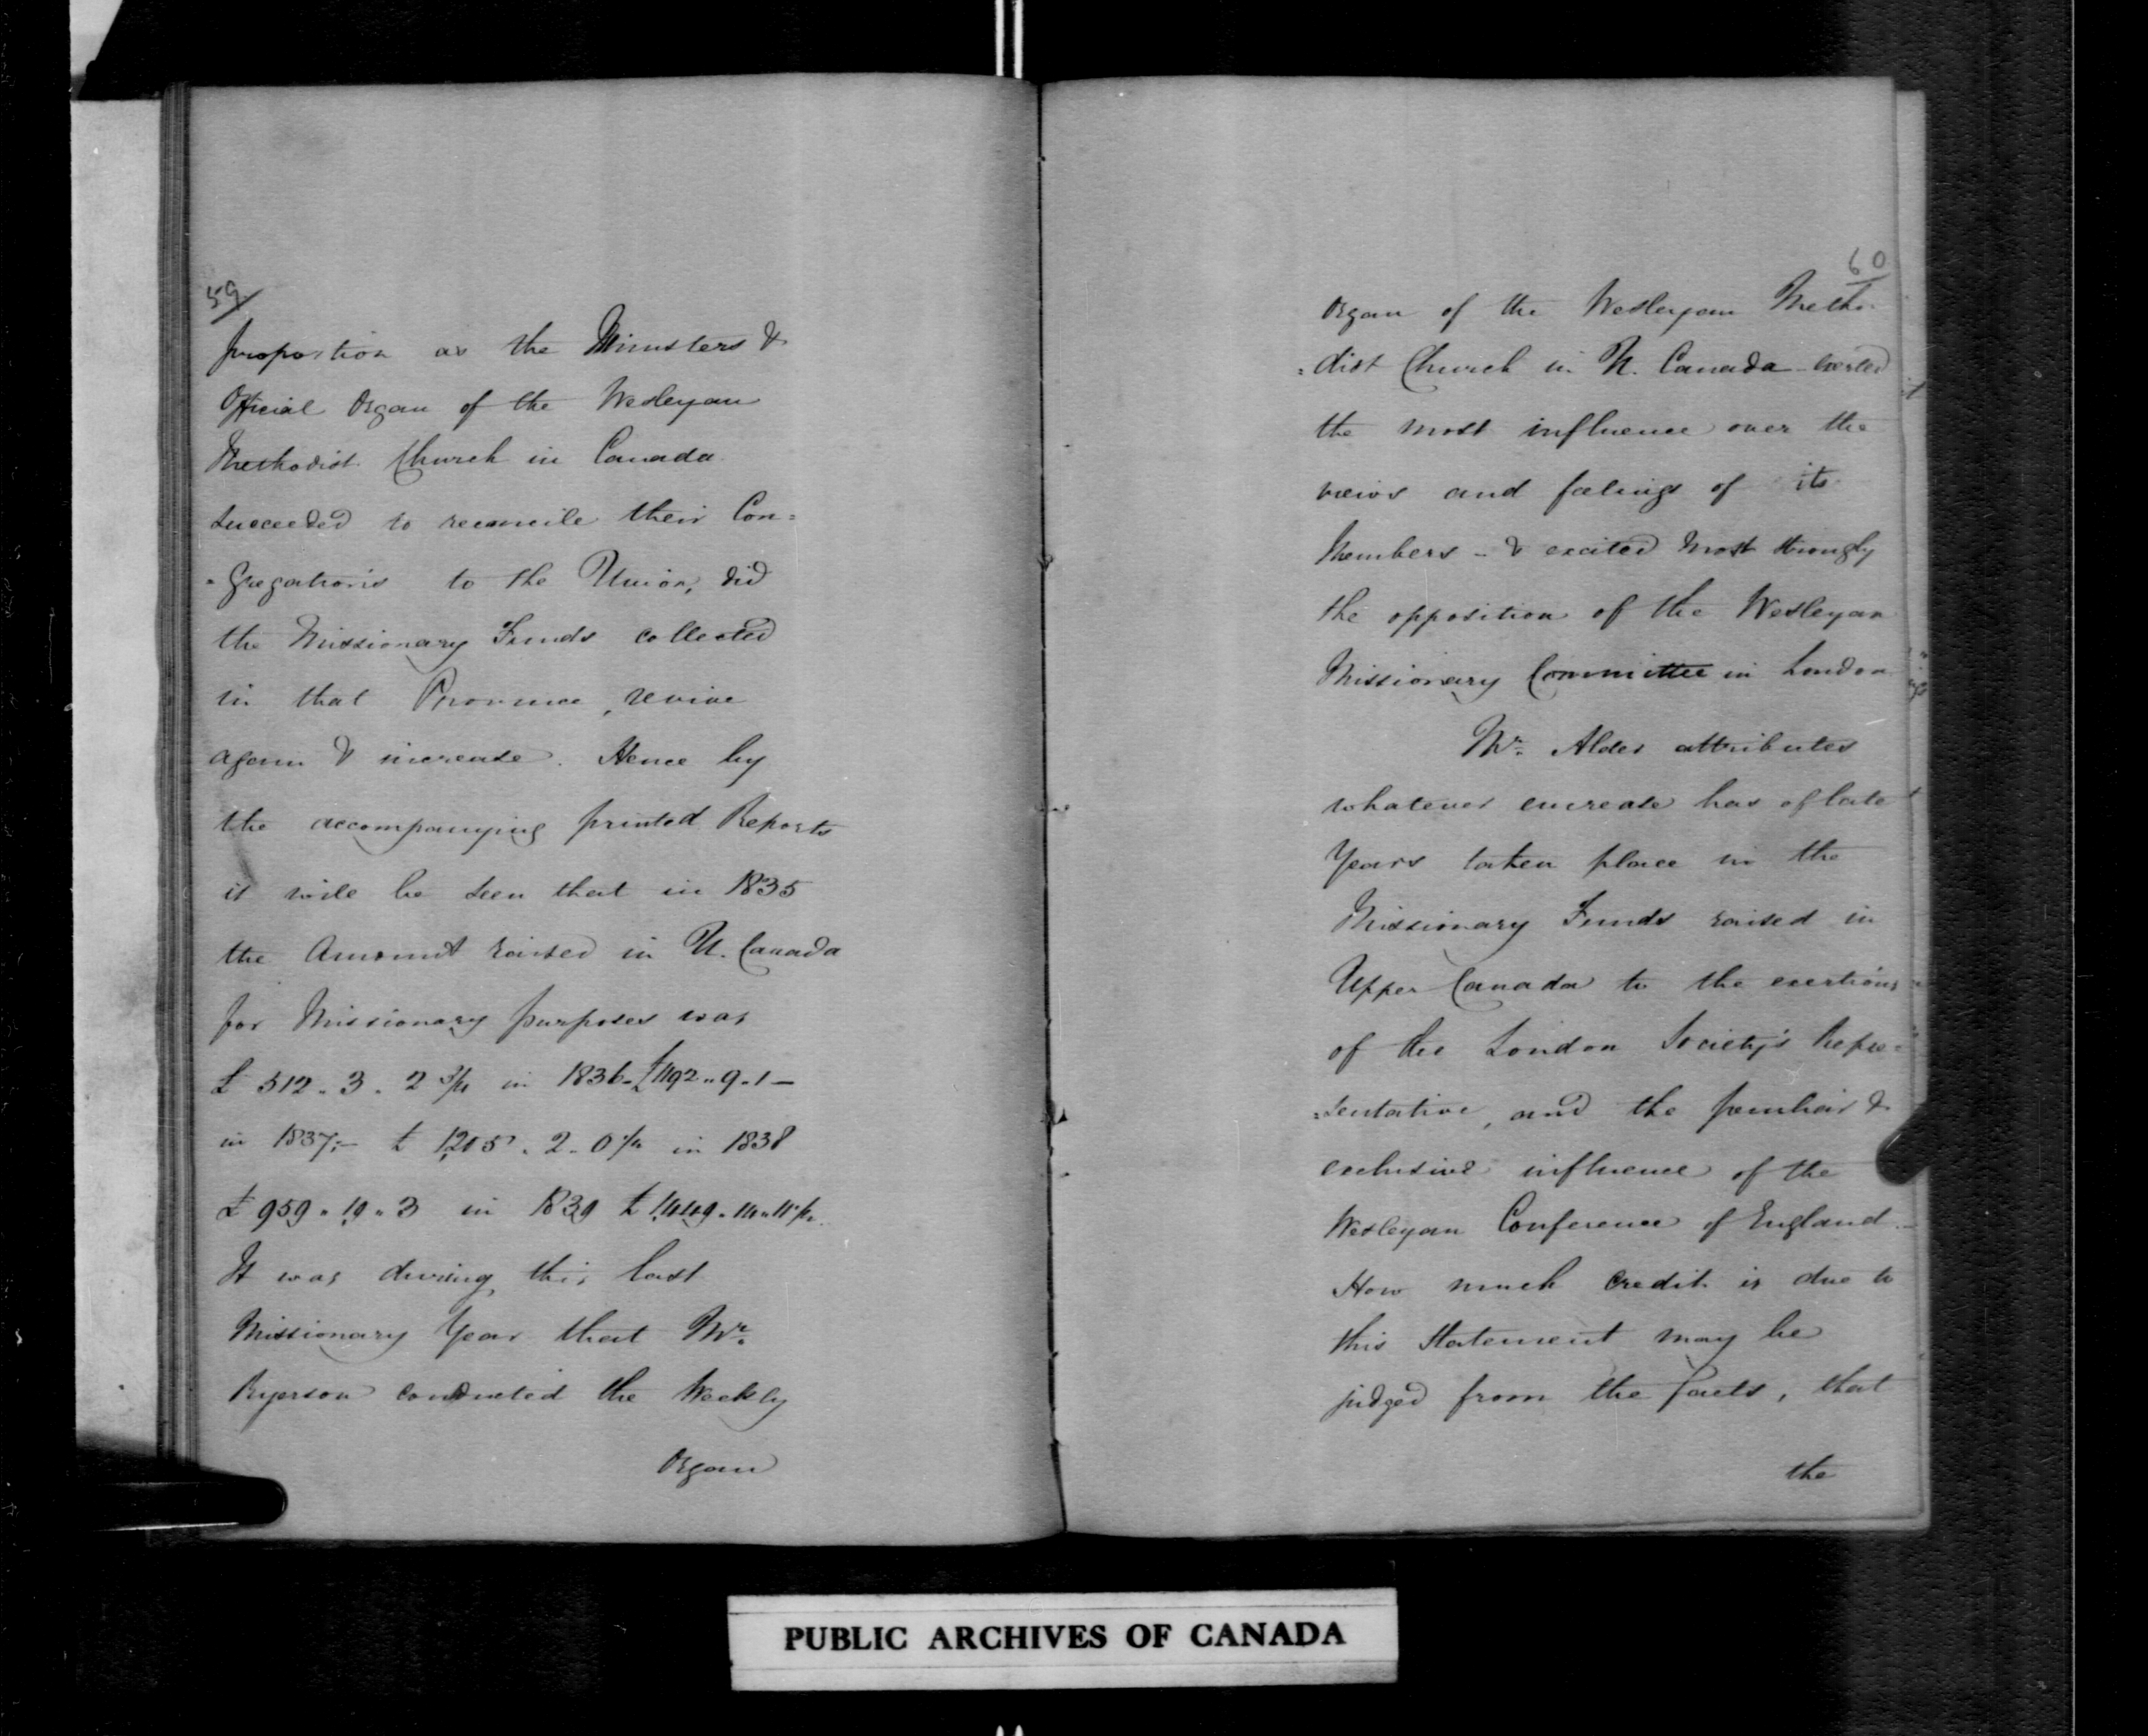 59
proportion as the Ministers &
Official Organ of the Wesleyan
Methodist Church in Canada
succeeded to reconcile their Con=
=gregations to the Union, did
the Missionary Funds collected
in that Province, revive
again & increase. Hence by
the accompanying printed Reports
it will be seen that in 1835
the Amount raised in U. Canada
for Missionary purposes was
£ 512. 3. 2 3/4 in 1836 £1192. 9. 1 –
in 1837,– £ 1205. 2. 0 1/2 in 1838
£ 959. 19. 3 in 1839 £ 1449. 14. 11 1/2.
It was during this last
Missionary Year that Mr.
Ryerson conducted the Weekly
Organ
60
Organ of the Wesleyan Metho
=dist Church in U. Canada – exerted
the most influence over the
views and feelings of its
Members – & excited most strongly
the opposition of the Wesleyan
Missionary Committee in London
Mr. Alder attributes
whatever encrease has of late
Years taken place in the
Missionary Funds raised in
Upper Canada to the exertions
of the London Society's Repre=
=sentative, and the peculiar &
exclusive influence of the
Wesleyan Conference of England –
How much credit is due to
this Statement may be
judged from the facts, that
the
PUBLIC ARCHIVES OF CANADA